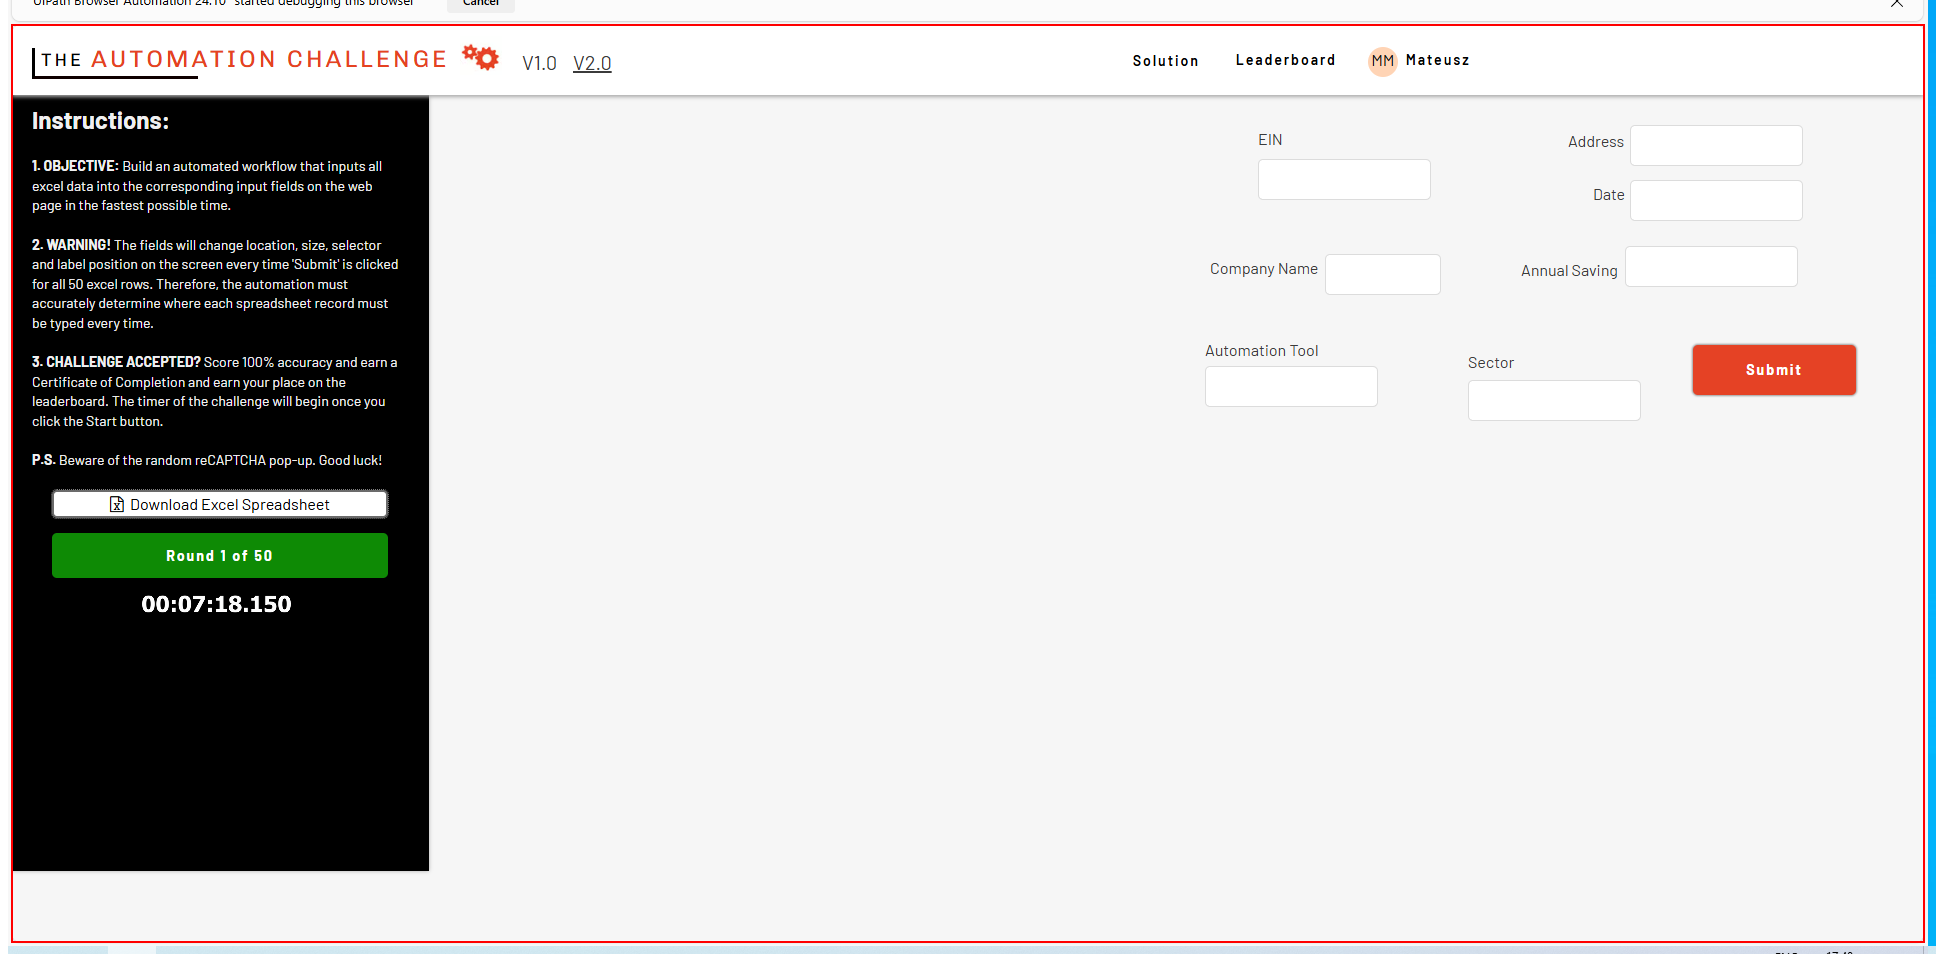 UiPath Browser Automation 24.10" started debugging this browser Cancel
THE AUTOMATION CHALLENGE V1.0 V2.0 Solution Leaderboard MM Mateusz
Instructions:
1. OBJECTIVE: Build an automated workflow that inputs all
excel data into the corresponding input fields on the web
page in the fastest possible time.
2. WARNING! The fields will change location, size, selector
and label position on the screen every time 'Submit' is clicked
for all 50 excel rows. Therefore, the automation must
accurately determine where each spreadsheet record must
be typed every time.
3. CHALLENGE ACCEPTED? Score 100% accuracy and earn a
Certificate of Completion and earn your place on the
leaderboard. The timer of the challenge will begin once you
click the Start button.
P.S. Beware of the random reCAPTCHA pop-up. Good luck!
Download Excel Spreadsheet
Round 1 of 50
00:07:18.150
EIN
Address
Date
Company Name
Annual Saving
Automation Tool
Sector
Submit